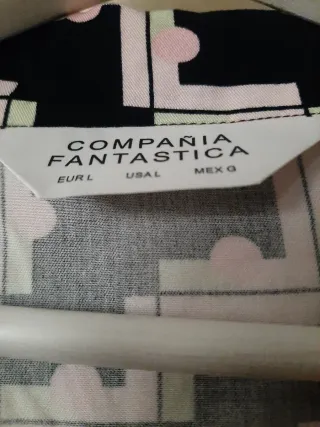 COMPAÑIA
FANTASTICA
EUR L USA L MEX G